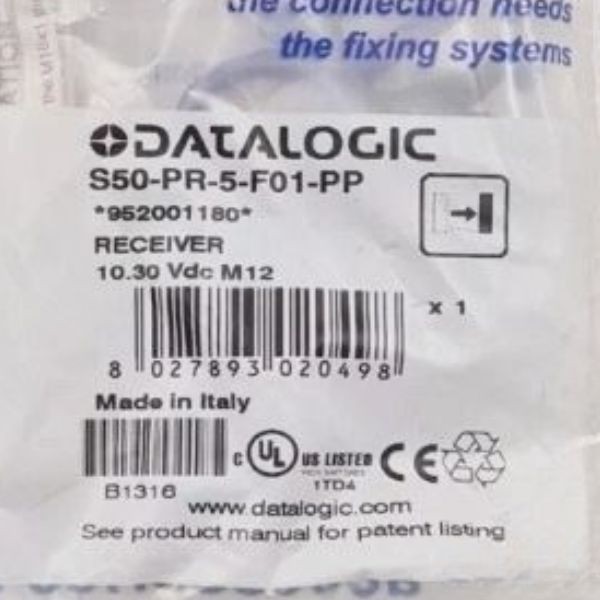 the connection needs
the fixing systems
DATALOGIC
S50-PR-5-F01-PP
*952001180*
RECEIVER
10.30 Vdc M12
x 1
8 027893 020498
Made in Italy
C UL US LISTED
1TD4
CE
B1316
www.datalogic.com
See product manual for patent listing